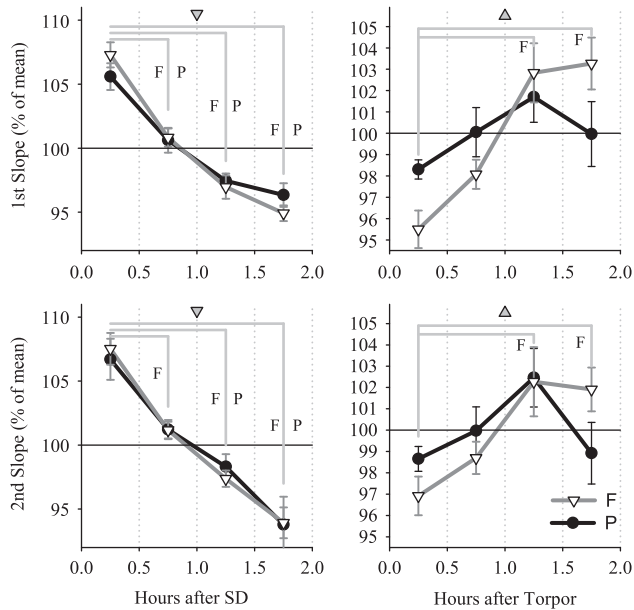 1st Slope (% of mean)
110
105
100
95
F P
F P
F P
0.0 0.5 1.0 1.5 2.0
105
104
103
102
101
100
99
98
97
96
95
F
F
0.0 0.5 1.0 1.5 2.0
2nd Slope (% of mean)
110
105
100
95
F
F P
F P
0.0 0.5 1.0 1.5 2.0
Hours after SD
105
104
103
102
101
100
99
98
97
96
95
F
F
F
P
0.0 0.5 1.0 1.5 2.0
Hours after Torpor